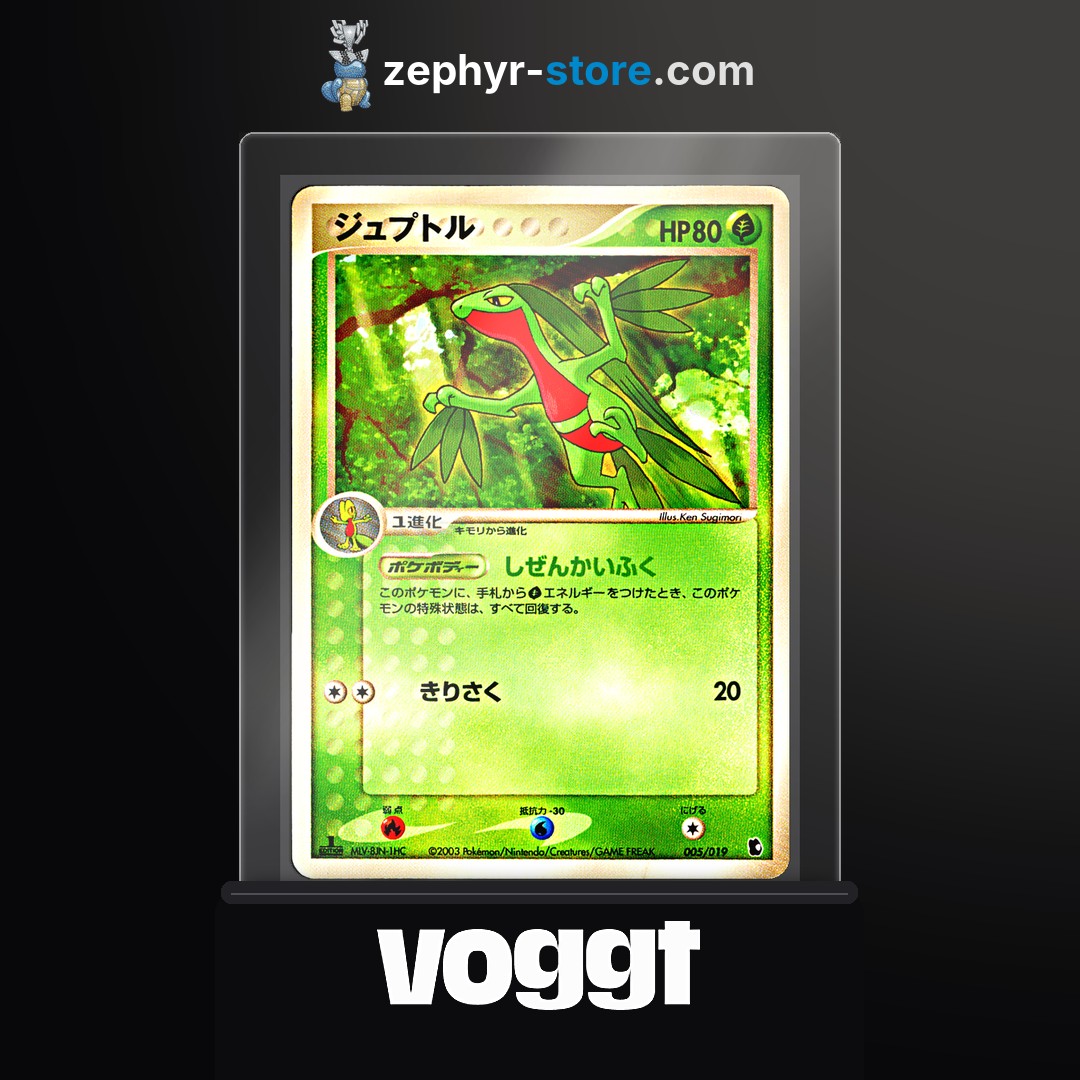 zephyr-store.com
ジュプトル
HP80
Illus.Ken Sugimori
1進化
キモリから進化
ポケボディー しぜんかいふく
このポケモンに、手札からエネルギーをつけたとき、このポケ
モンの特殊状態は、すべて回復する。
きりさく 20
弱点 抵抗力 -30 にげる
1 EDITION MLV-8JN-1HC ©2003 Pokémon/Nintendo/Creatures/GAME FREAK 005/019
voggt